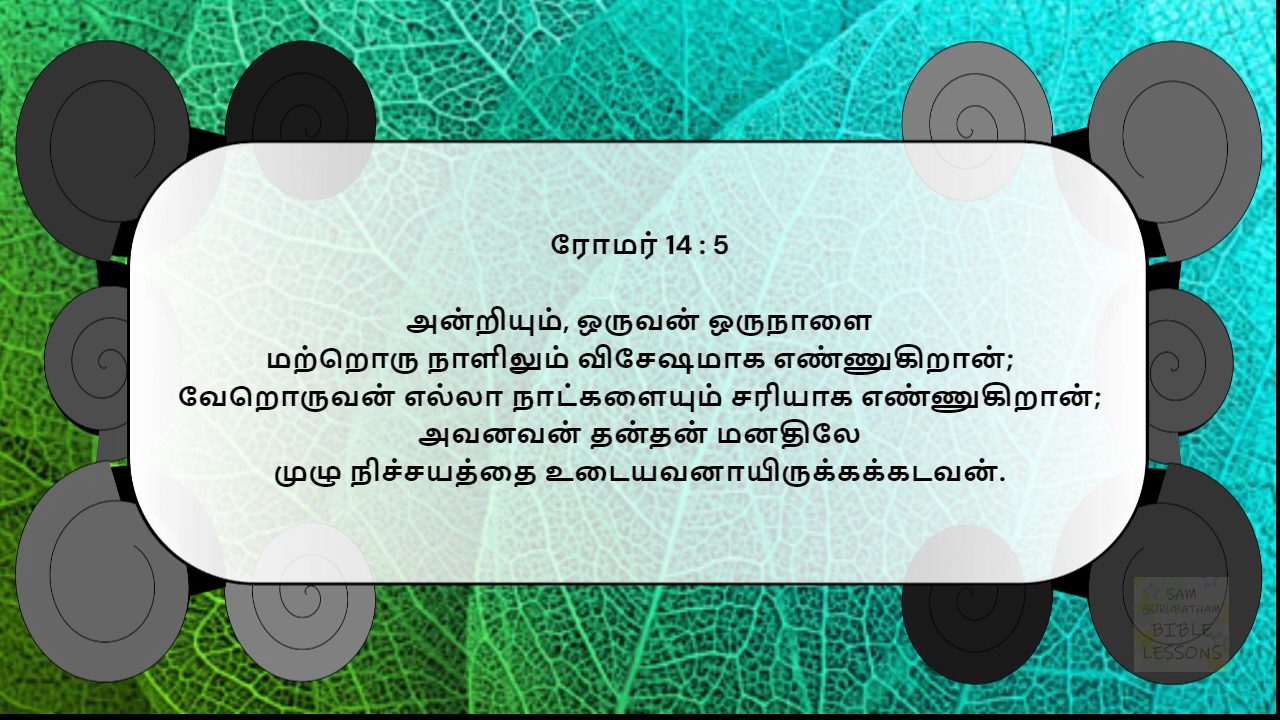 ரோமர் 14 : 5
அன்றியும், ஒருவன் ஒருநாளை
மற்றொரு நாளிலும் விசேஷமாக எண்ணுகிறான்;
வேறொருவன் எல்லா நாட்களையும் சரியாக எண்ணுகிறான்;
அவனவன் தன்தன் மனதிலே
முழு நிச்சயத்தை உடையவனாயிருக்கக்கடவன்.
SAM
GURUBATHAM
BIBLE
LESSONS